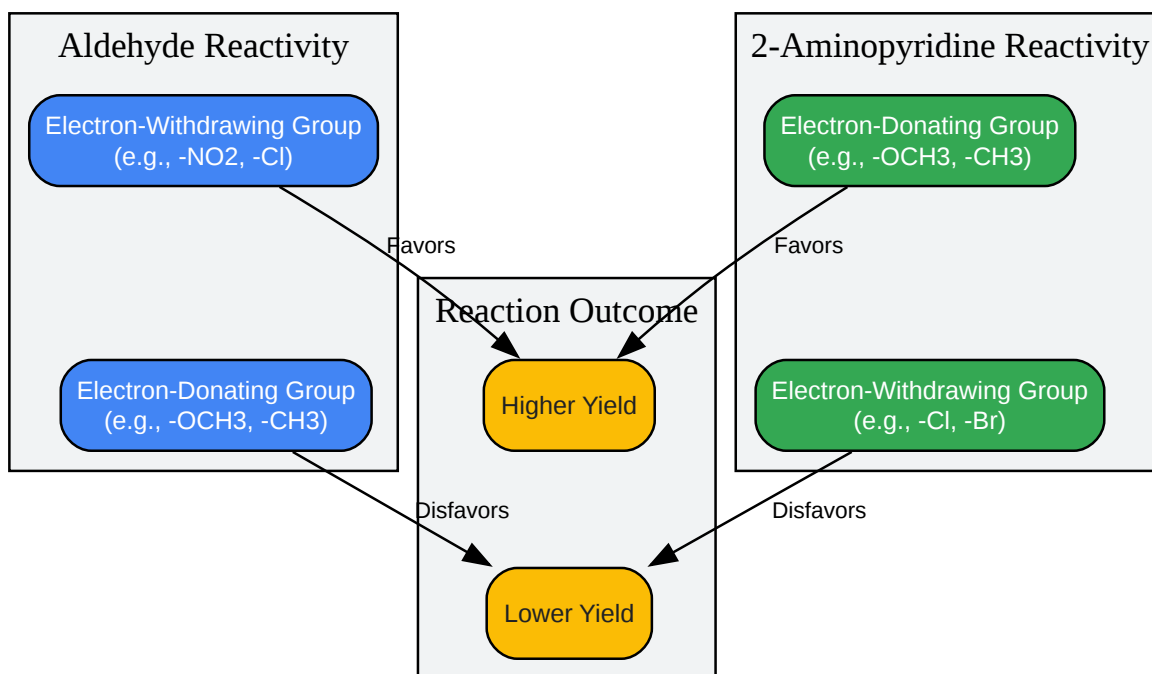 Aldehyde Reactivity
2-Aminopyridine Reactivity
Electron-Withdrawing Group
(e.g., -NO2, -Cl)
Electron-Donating Group
(e.g., -OCH3, -CH3)
Favors
Favors
Reaction Outcome
Electron-Donating Group
(e.g., -OCH3, -CH3)
Higher Yield
Electron-Withdrawing Group
(e.g., -Cl, -Br)
Disfavors
Disfavors
Lower Yield